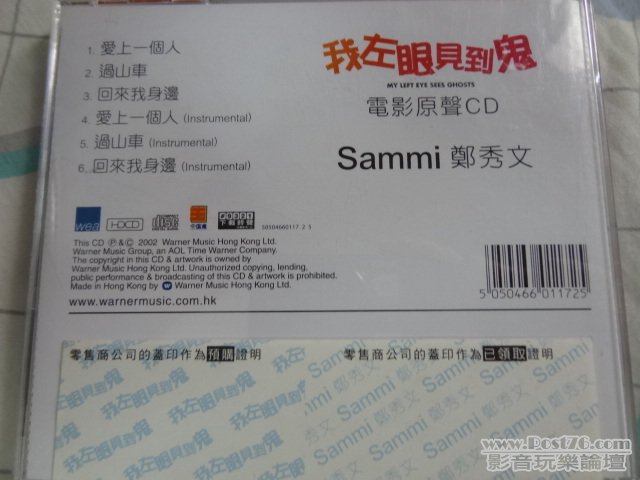 1. 愛上一個人
2. 過山車
3. 回來我身邊
4. 愛上一個人 (Instrumental)
5. 過山車 (Instrumental)
6. 回來我身邊 (Instrumental)
我左眼見到鬼
MY LEFT EYE SEES GHOSTS
電影原聲CD
Sammi 鄭秀文
wea
HDCD
50504660117 2 5
This CD Ⓟ & © 2002 Warner Music Hong Kong Ltd.
Warner Music Group, an AOL Time Warner Company.
The copyright in this CD & artwork is owned by
Warner Music Hong Kong Ltd. Unauthorized copying, lending,
public performance & broadcasting of this CD & artwork is prohibited.
Made in Hong Kong by Warner Music Hong Kong Ltd.
www.warnermusic.com.hk
5 050466 011725
零售商公司的蓋印作為預購證明
零售商公司的蓋印作為已領取證明
我左眼見到鬼
Sammi 鄭秀文
www.Post76.com
影音玩樂論壇